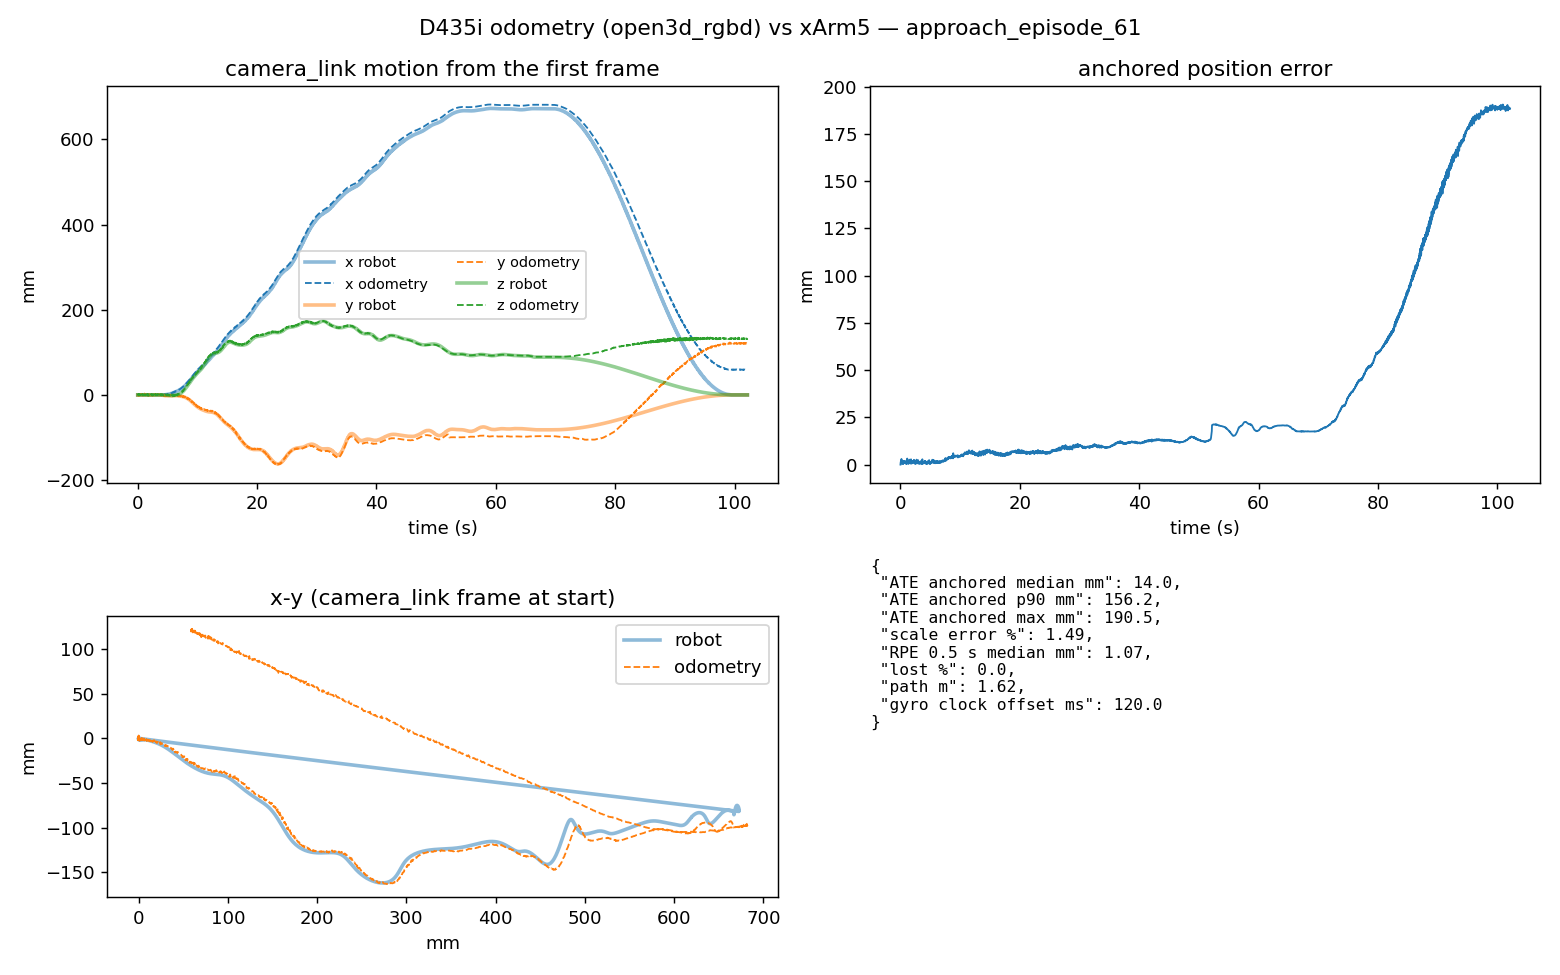 D435i odometry (open3d_rgbd) vs xArm5 — approach_episode_61
camera_link motion from the first frame
mm
600
400
200
0
−200
x robot
x odometry
y robot
y odometry
z robot
z odometry
0 20 40 60 80 100
time (s)
anchored position error
mm
200
175
150
125
100
75
50
25
0
0 20 40 60 80 100
time (s)
x-y (camera_link frame at start)
mm
100
50
0
−50
−100
−150
robot
odometry
0 100 200 300 400 500 600 700
mm
{
"ATE anchored median mm": 14.0,
"ATE anchored p90 mm": 156.2,
"ATE anchored max mm": 190.5,
"scale error %": 1.49,
"RPE 0.5 s median mm": 1.07,
"lost %": 0.0,
"path m": 1.62,
"gyro clock offset ms": 120.0
}